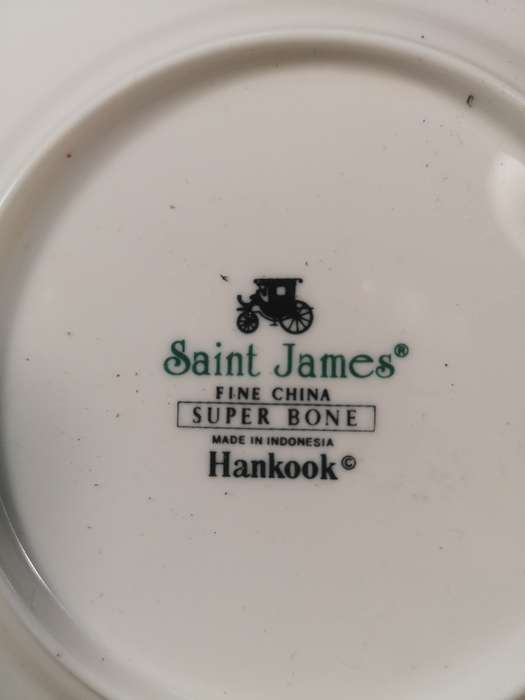 Saint James®
FINE CHINA
SUPER BONE
MADE IN INDONESIA
Hankook©